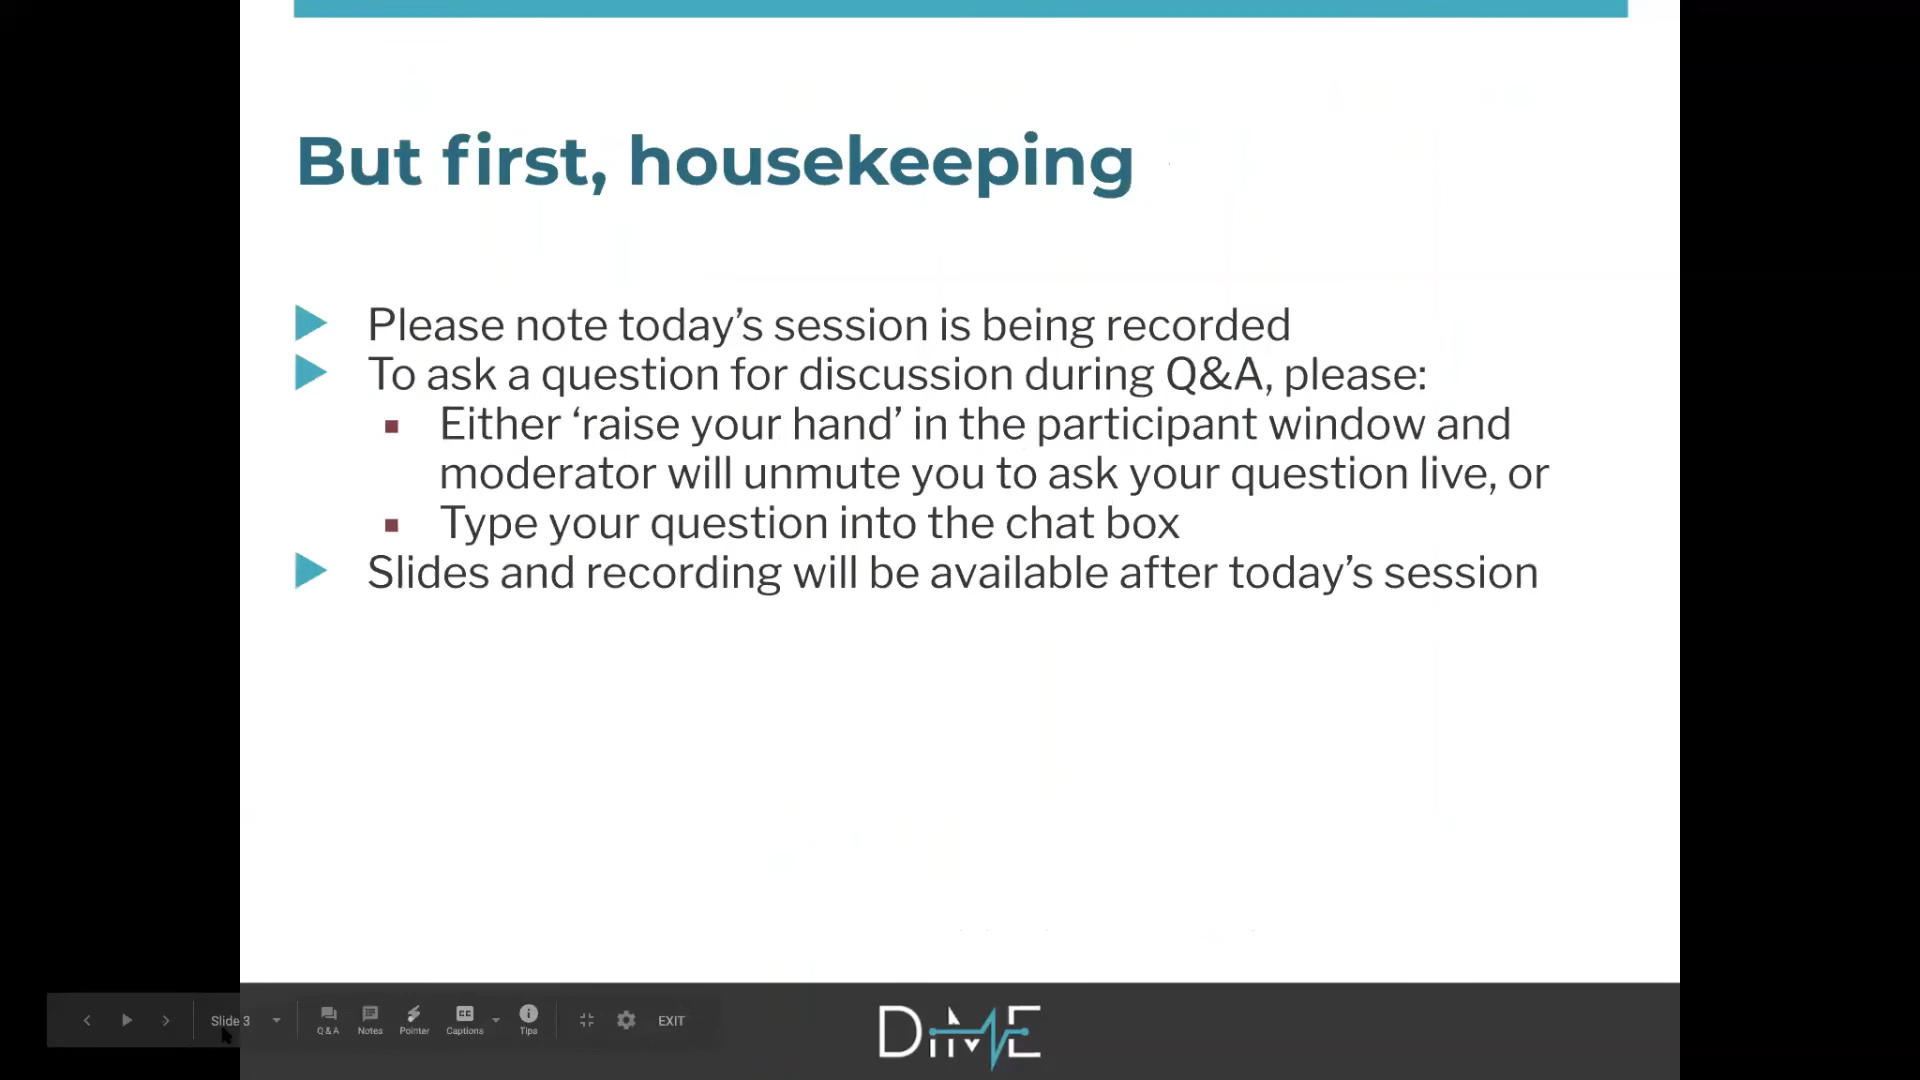 But first, housekeeping
Please note today’s session is being recorded
To ask a question for discussion during Q&A, please:
Either ‘raise your hand’ in the participant window and
moderator will unmute you to ask your question live, or
Type your question into the chat box
Slides and recording will be available after today’s session
Slide 3
Q & A
Notes
Pointer
CC
Captions
Tips
EXIT
DiME